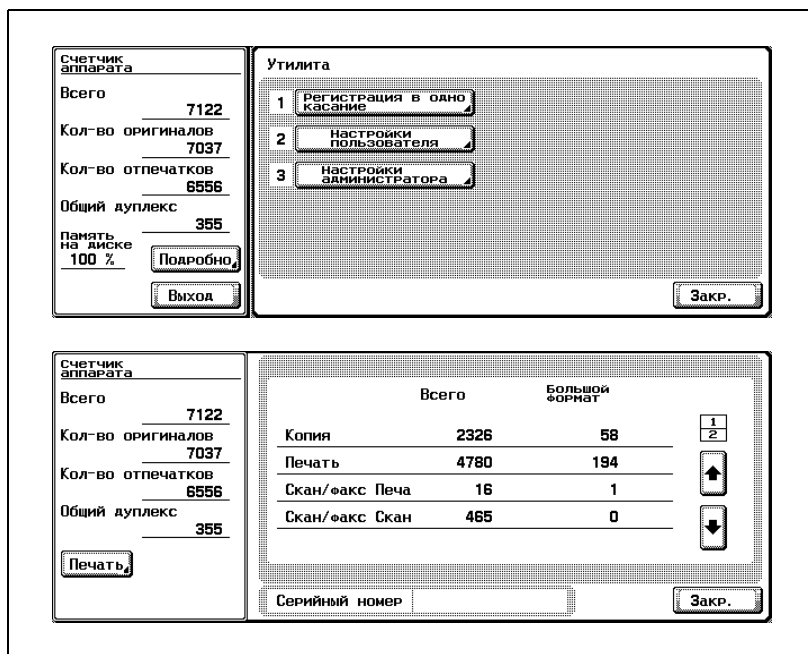 Счетчик
аппарата
Всего
7122
Кол-во оригиналов
7037
Кол-во отпечатков
6556
Общий дуплекс
355
Память
на диске
100 %
Подробно
Выход
Утилита
1 Регистрация в одно
касание
2 Настройки
пользователя
3 Настройки
администратора
Закр.
Счетчик
аппарата
Всего
7122
Кол-во оригиналов
7037
Кол-во отпечатков
6556
Общий дуплекс
355
Печать
Всего Большой
формат
Копия 2326 58
Печать 4780 194
Скан/факс Печа 16 1
Скан/факс Скан 465 0
1
2
Серийный номер
Закр.